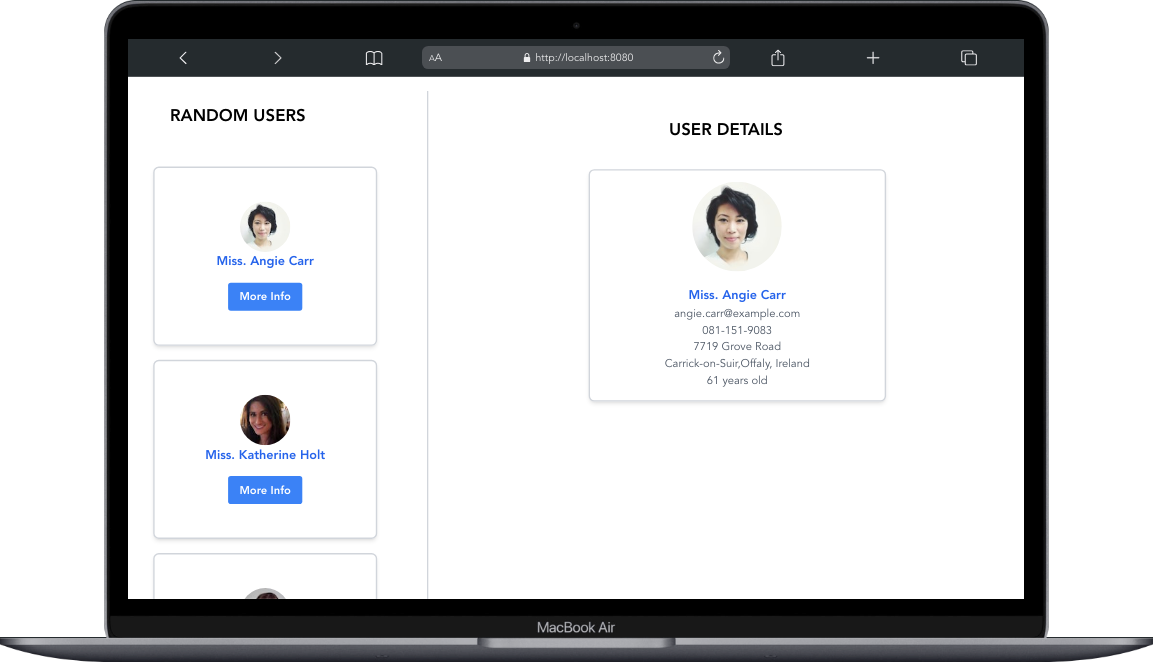 AA
http://localhost:8080
RANDOM USERS
Miss. Angie Carr
More Info
Miss. Katherine Holt
More Info
USER DETAILS
Miss. Angie Carr
angie.carr@example.com
081-151-9083
7719 Grove Road
Carrick-on-Suir,Offaly, Ireland
61 years old
MacBook Air